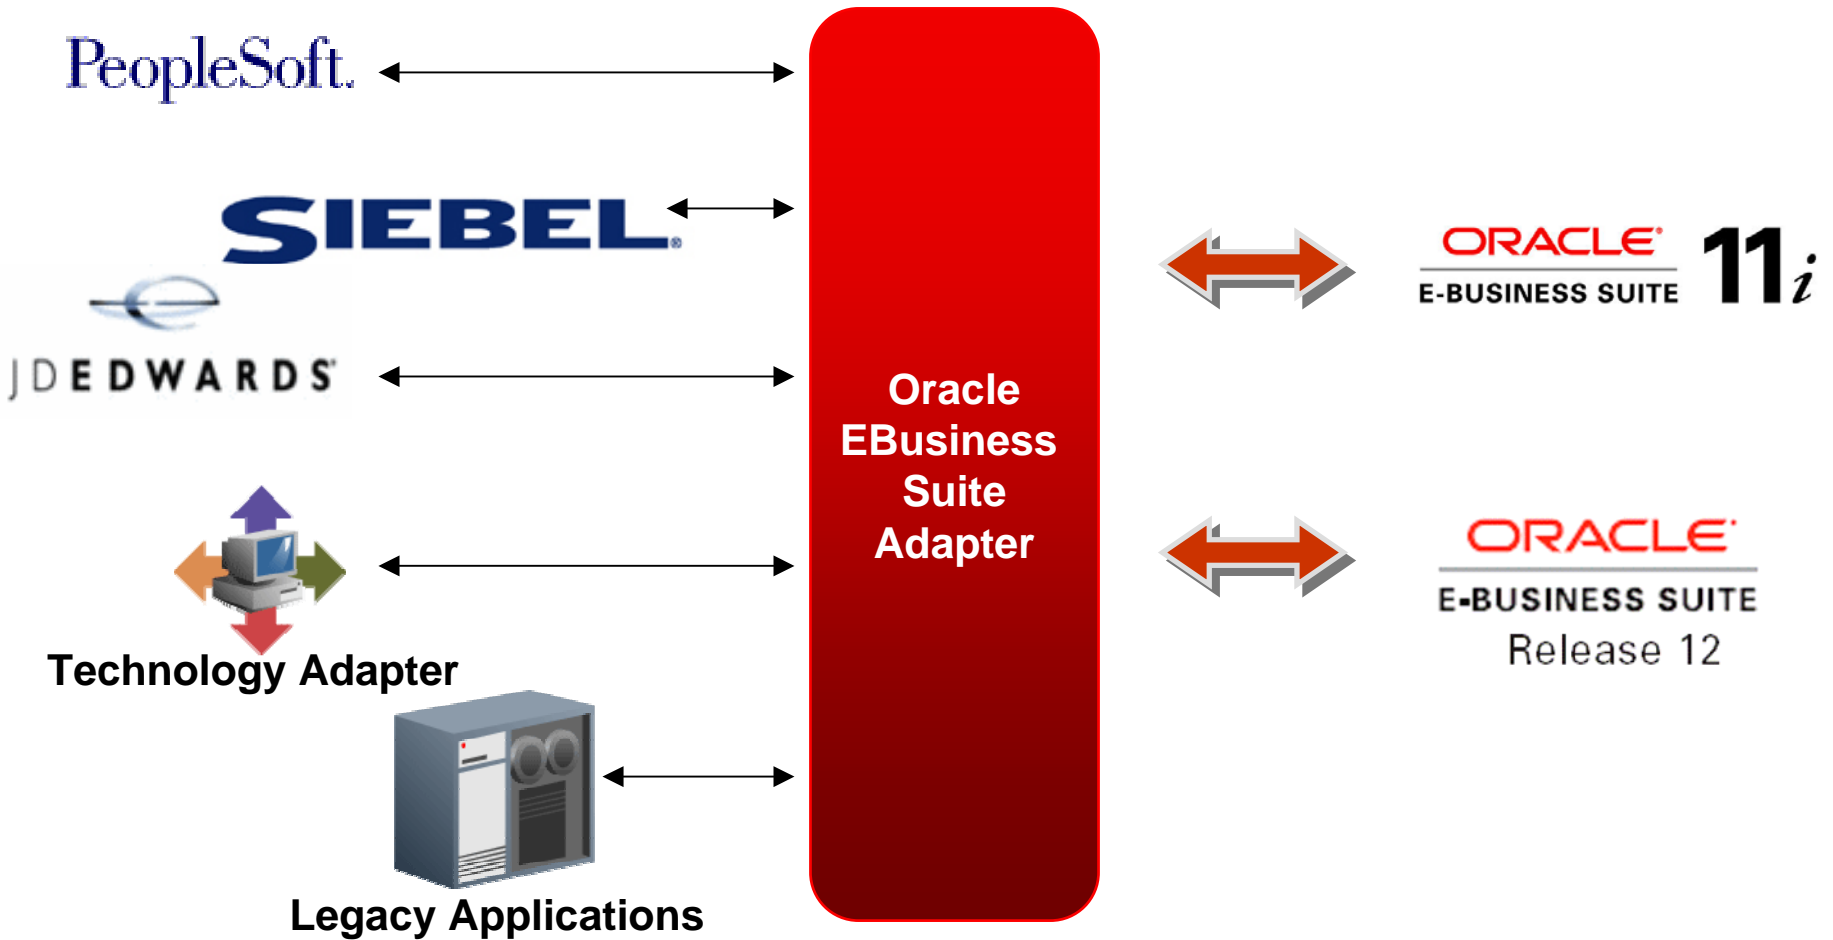 PeopleSoft.
SIEBEL®
JDEDWARDS®
Technology Adapter
Legacy Applications
Oracle
EBusiness
Suite
Adapter
ORACLE®
E-BUSINESS SUITE
11i
ORACLE®
E-BUSINESS SUITE
Release 12